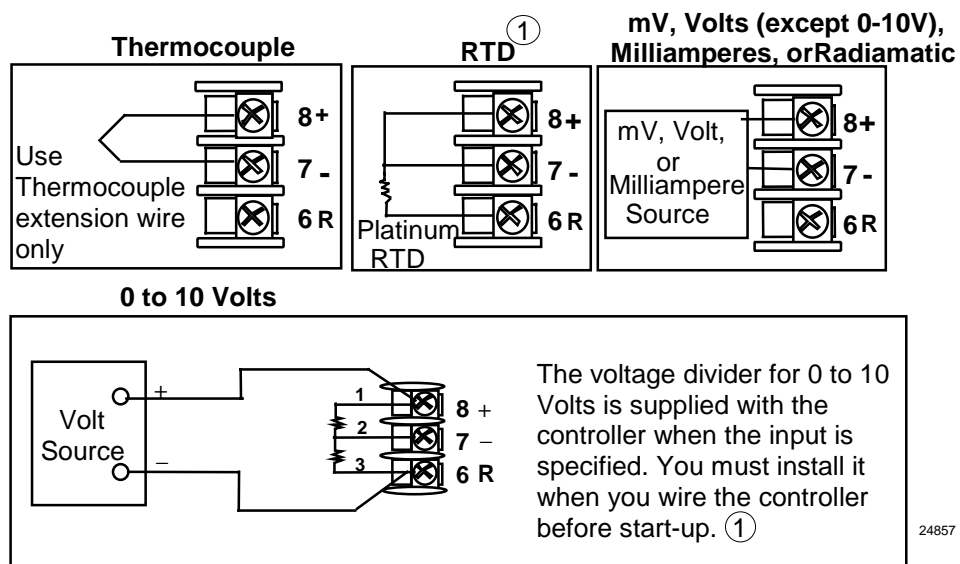 Thermocouple
8+
7 -
6 R
Use
Thermocouple
extension wire
only
1
RTD
8+
7 -
6 R
Platinum
RTD
mV, Volts (except 0-10V),
Milliamperes, orRadiamatic
8+
7-
6 R
mV, Volt,
or
Milliampere
Source
0 to 10 Volts
Volt
Source
+
–
1
2
3
8 +
7 –
6 R
The voltage divider for 0 to 10
Volts is supplied with the
controller when the input is
specified. You must install it
when you wire the controller
before start-up. 1
24857